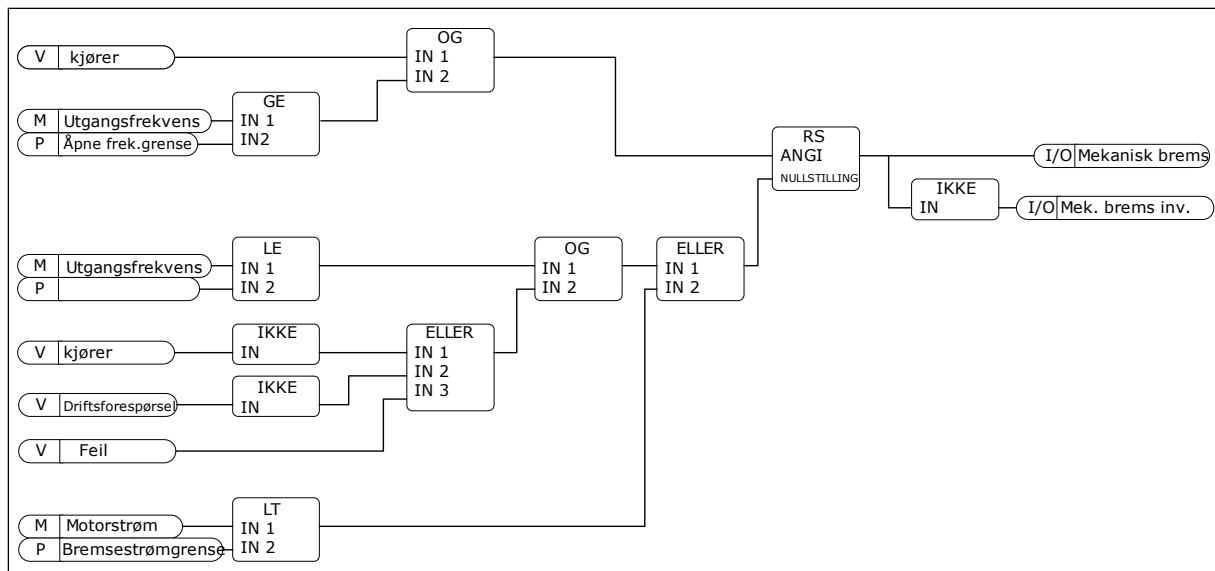 OG
V kjører
IN 1
IN 2
GE
M Utgangsfrekvens
IN 1
P Åpne frek.grense
IN2
RS
ANGI
NULLSTILLING
I/O Mekanisk brems
IKKE
IN
I/O Mek. brems inv.
LE
M Utgangsfrekvens
IN 1
P
IN 2
OG
IN 1
IN 2
ELLER
IN 1
IN 2
IKKE
V kjører
IN
ELLER
IN 1
IN 2
IN 3
IKKE
V Driftsforespørsel
IN
V Feil
LT
M Motorstrøm
IN 1
P Bremsestrømgrense
IN 2